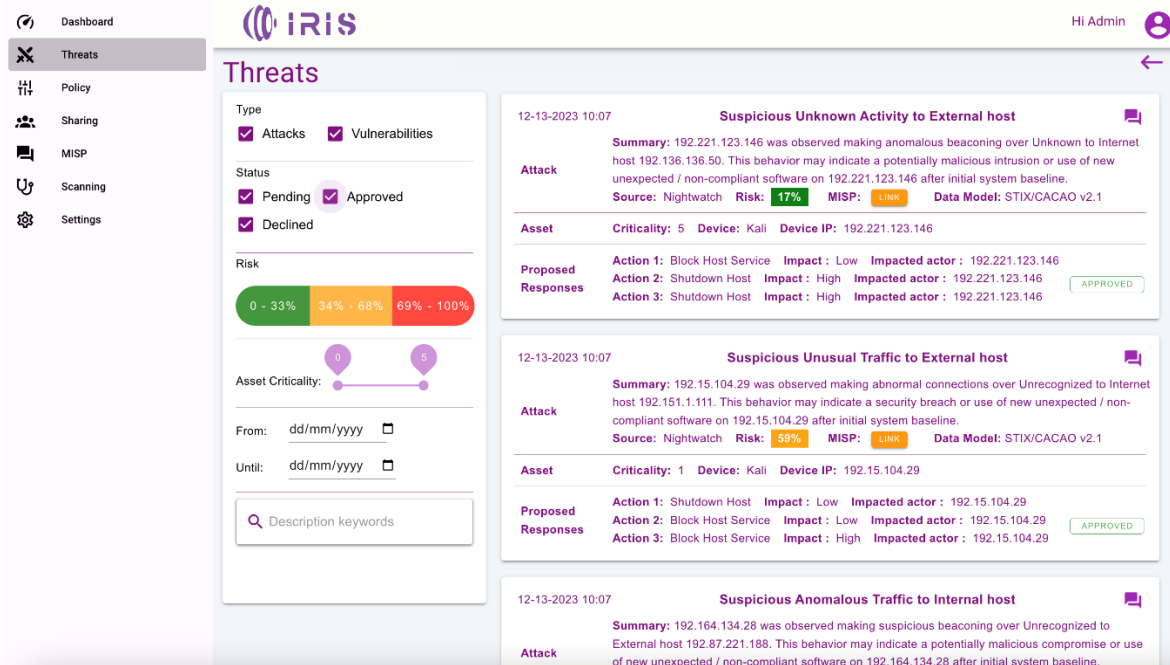 Dashboard
Threats
Policy
Sharing
MISP
Scanning
Settings
IRIS
Hi Admin
Threats
Type
Attacks Vulnerabilities
Status
Pending Approved
Declined
Risk
0 - 33% 34% - 68% 69% - 100%
0 5
Asset Criticality:
From: dd/mm/yyyy
Until: dd/mm/yyyy
Description keywords
12-13-2023 10:07 Suspicious Unknown Activity to External host
Attack
Summary: 192.221.123.146 was observed making anomalous beaconing over Unknown to Internet
host 192.136.136.50. This behavior may indicate a potentially malicious intrusion or use of new
unexpected / non-compliant software on 192.221.123.146 after initial system baseline.
Source: Nightwatch Risk: 17% MISP: LINK Data Model: STIX/CACAO v2.1
Asset Criticality: 5 Device: Kali Device IP: 192.221.123.146
Proposed
Responses
Action 1: Block Host Service Impact : Low Impacted actor : 192.221.123.146
Action 2: Shutdown Host Impact : High Impacted actor : 192.221.123.146
Action 3: Shutdown Host Impact : High Impacted actor : 192.221.123.146
APPROVED
12-13-2023 10:07 Suspicious Unusual Traffic to External host
Attack
Summary: 192.15.104.29 was observed making abnormal connections over Unrecognized to Internet
host 192.151.1.111. This behavior may indicate a security breach or use of new unexpected / non-
compliant software on 192.15.104.29 after initial system baseline.
Source: Nightwatch Risk: 59% MISP: LINK Data Model: STIX/CACAO v2.1
Asset Criticality: 1 Device: Kali Device IP: 192.15.104.29
Proposed
Responses
Action 1: Shutdown Host Impact : Low Impacted actor : 192.15.104.29
Action 2: Block Host Service Impact : Low Impacted actor : 192.15.104.29
Action 3: Block Host Service Impact : High Impacted actor : 192.15.104.29
APPROVED
12-13-2023 10:07 Suspicious Anomalous Traffic to Internal host
Attack
Summary: 192.164.134.28 was observed making suspicious beaconing over Unrecognized to
External host 192.87.221.188. This behavior may indicate a potentially malicious compromise or use
of new unexpected / non-compliant software on 192.164.134.28 after initial system baseline.